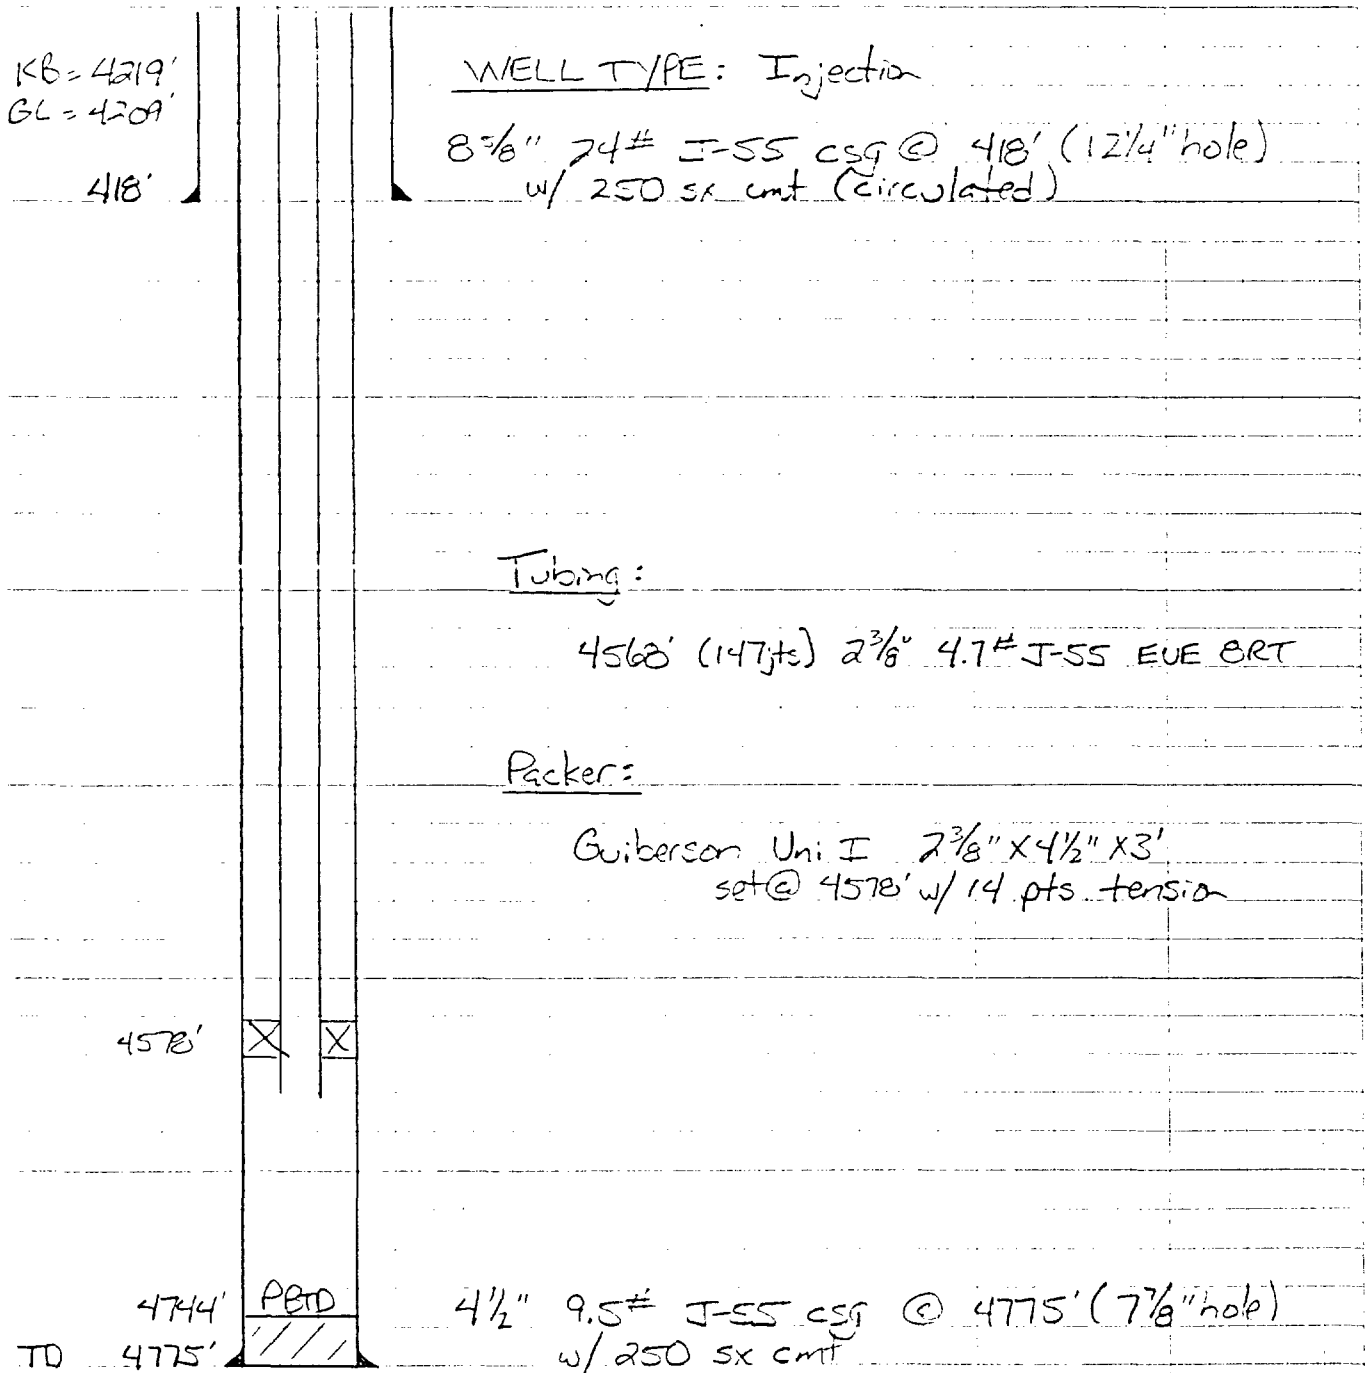 KB = 4219'
GL = 4209'
WELL TYPE: Injection
8 5/8" 24# J-55 csg @ 418' (12 1/4" hole)
418'
w/ 250 sx cmt (circulated)
Tubing:
4568' (147jts) 2 3/8" 4.7# J-55 EUE 8RT
Packer:
Guiberson Uni I 2 3/8" X 4 1/2" X 3'
set @ 4578' w/ 14 pts tension
4578'
4744' PBTD
4 1/2" 9.5# J-55 csg @ 4775' (7 7/8" hole)
TD 4775'
w/ 250 sx cmt